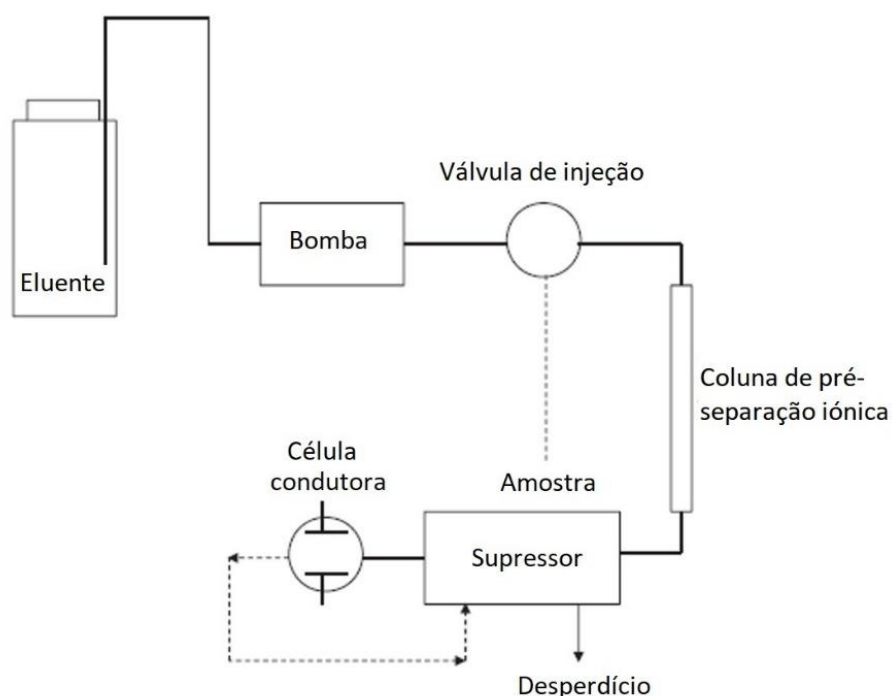 Válvula de injeção
Bomba
Eluente
Coluna de pré-
separação iónica
Célula
condutora
Amostra
Supressor
Desperdício